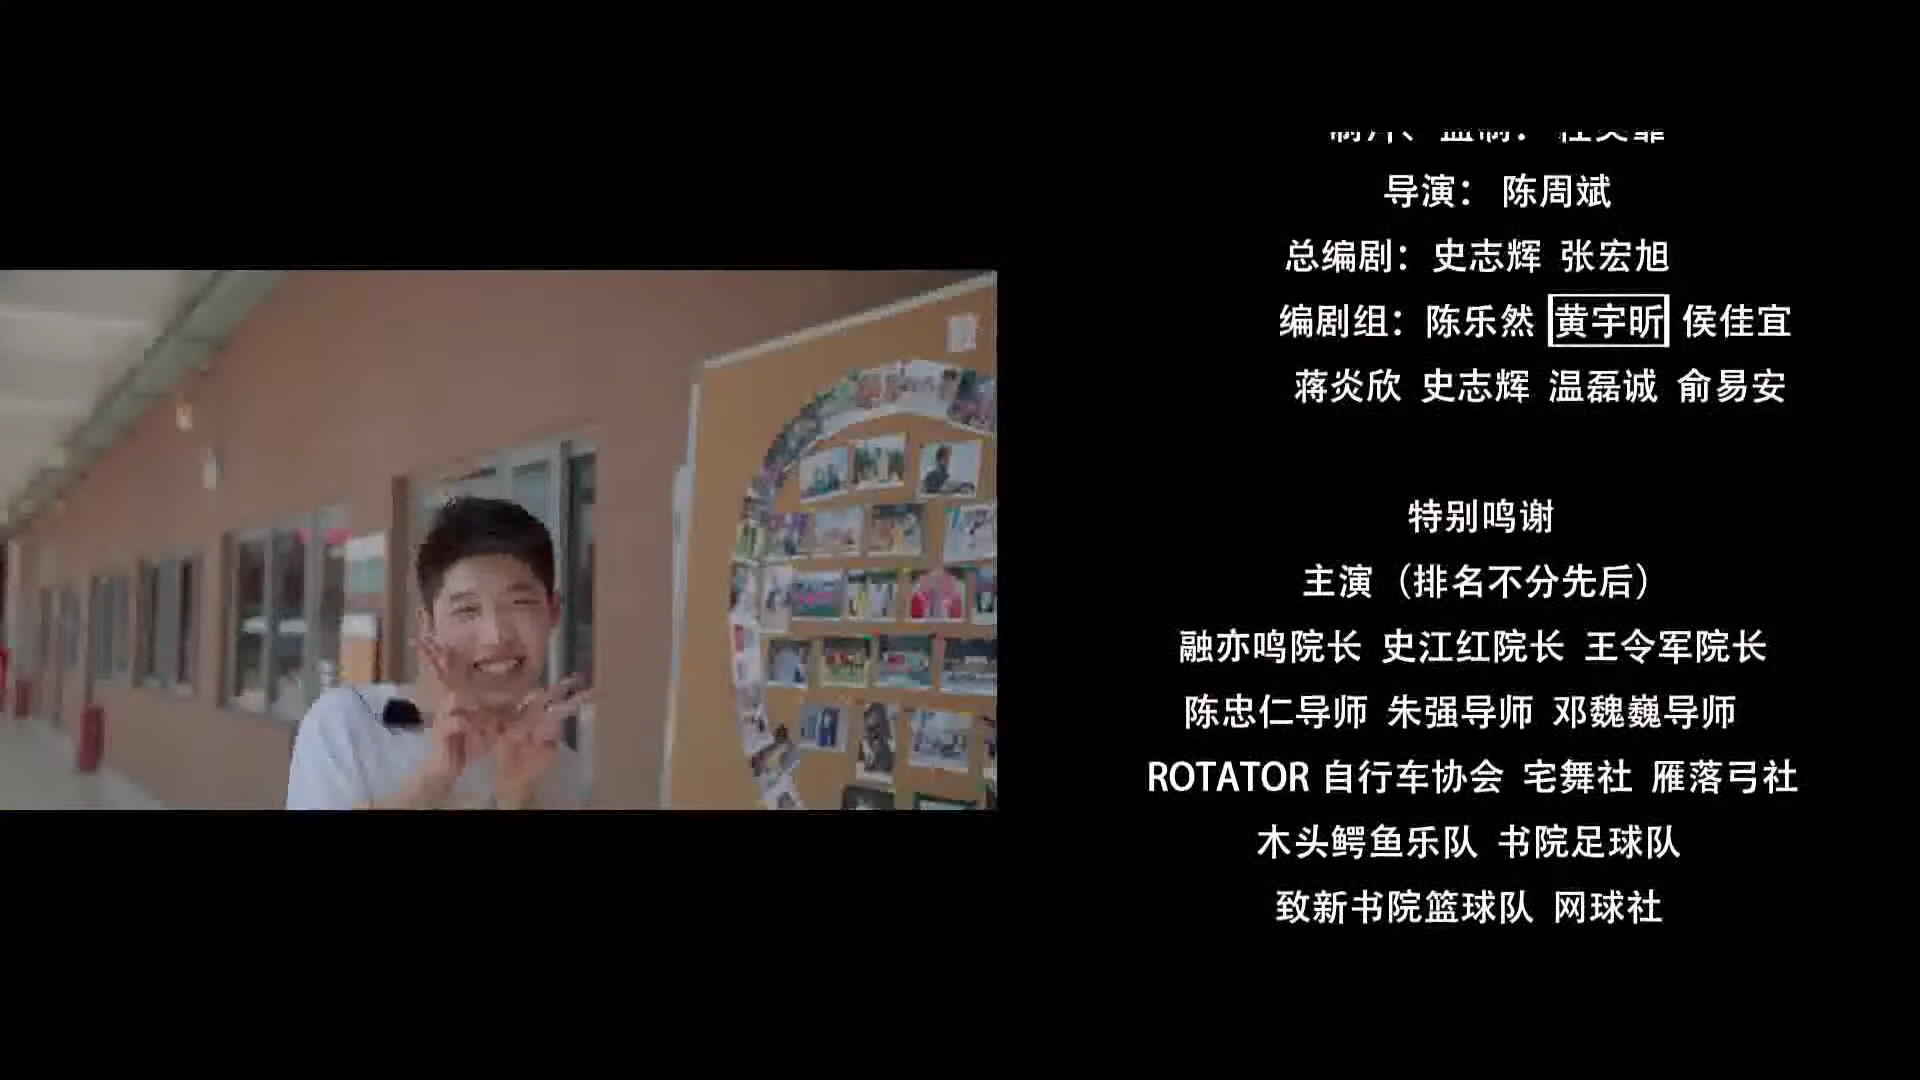 导演： 陈周斌
总编剧：史志辉 张宏旭
编剧组：陈乐然 黄宇昕 侯佳宜
蒋炎欣 史志辉 温磊诚 俞易安
特别鸣谢
主演（排名不分先后）
融亦鸣院长 史江红院长 王令军院长
陈忠仁导师 朱强导师 邓魏巍导师
ROTATOR 自行车协会 宅舞社 雁落弓社
木头鳄鱼乐队 书院足球队
致新书院篮球队 网球社